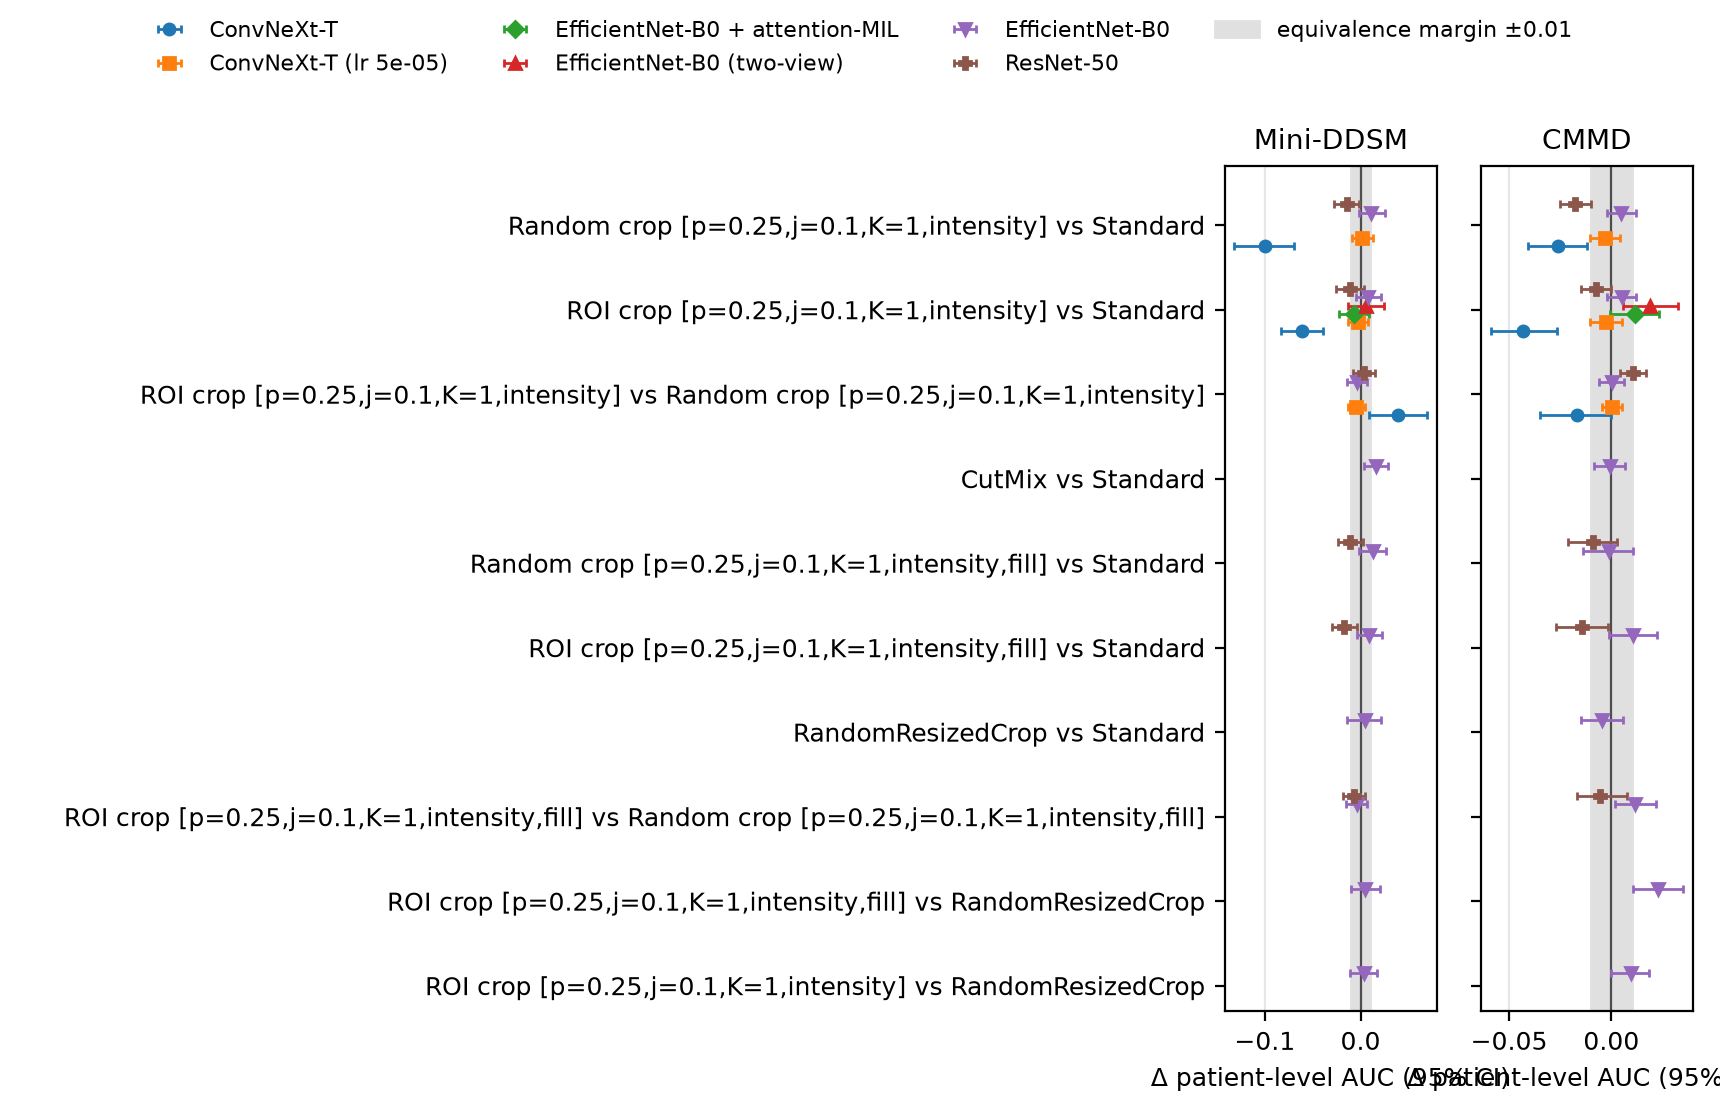 ConvNeXt-T
ConvNeXt-T (lr 5e-05)
EfficientNet-B0 + attention-MIL
EfficientNet-B0 (two-view)
EfficientNet-B0
ResNet-50
equivalence margin ±0.01
Mini-DDSM
CMMD
Random crop [p=0.25,j=0.1,K=1,intensity] vs Standard
ROI crop [p=0.25,j=0.1,K=1,intensity] vs Standard
ROI crop [p=0.25,j=0.1,K=1,intensity] vs Random crop [p=0.25,j=0.1,K=1,intensity]
CutMix vs Standard
Random crop [p=0.25,j=0.1,K=1,intensity,fill] vs Standard
ROI crop [p=0.25,j=0.1,K=1,intensity,fill] vs Standard
RandomResizedCrop vs Standard
ROI crop [p=0.25,j=0.1,K=1,intensity,fill] vs Random crop [p=0.25,j=0.1,K=1,intensity,fill]
ROI crop [p=0.25,j=0.1,K=1,intensity,fill] vs RandomResizedCrop
ROI crop [p=0.25,j=0.1,K=1,intensity] vs RandomResizedCrop
−0.1 0.0
−0.05 0.00
Δ patient-level AUC (95% CI)
Δ patient-level AUC (95%